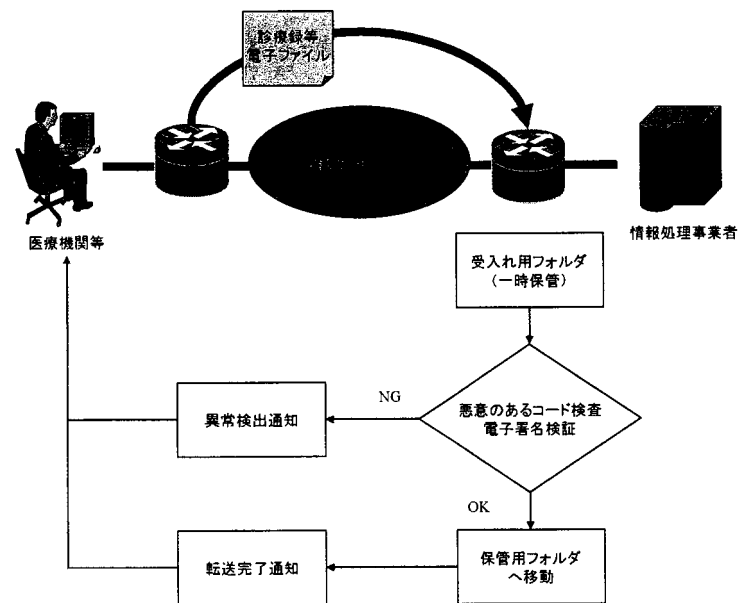 診療録等
電子ファイル
医療機関等
情報処理事業者
受入れ用フォルダ
(一時保管)
悪意のあるコード検査
電子署名検証
NG
異常検出通知
OK
保管用フォルダ
へ移動
転送完了通知